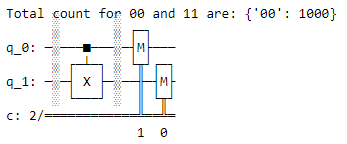 Total count for 00 and 11 are: {'00': 1000}
q_0: M
q_1: X M
c: 2/
1 0